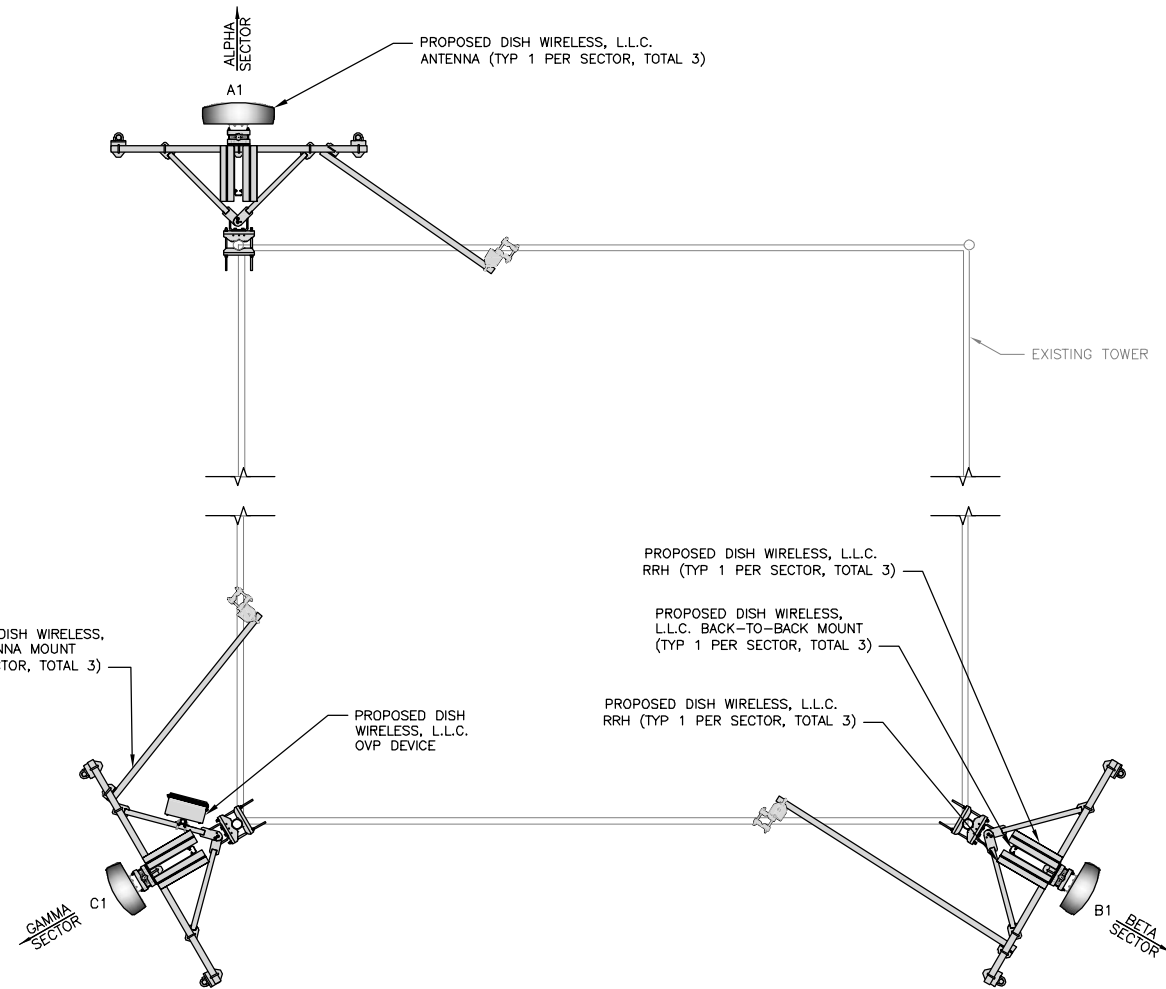 ALPHA
SECTOR
PROPOSED DISH WIRELESS, L.L.C.
ANTENNA (TYP 1 PER SECTOR, TOTAL 3)
A1
EXISTING TOWER
PROPOSED DISH WIRELESS, L.L.C.
RRH (TYP 1 PER SECTOR, TOTAL 3)
PROPOSED DISH WIRELESS,
L.L.C. BACK-TO-BACK MOUNT
(TYP 1 PER SECTOR, TOTAL 3)
DISH WIRELESS,
MOUNT
TOTAL 3)
PROPOSED DISH WIRELESS, L.L.C.
RRH (TYP 1 PER SECTOR, TOTAL 3)
PROPOSED DISH
WIRELESS, L.L.C.
OVP DEVICE
C1
GAMMA
SECTOR
B1
BETA
SECTOR